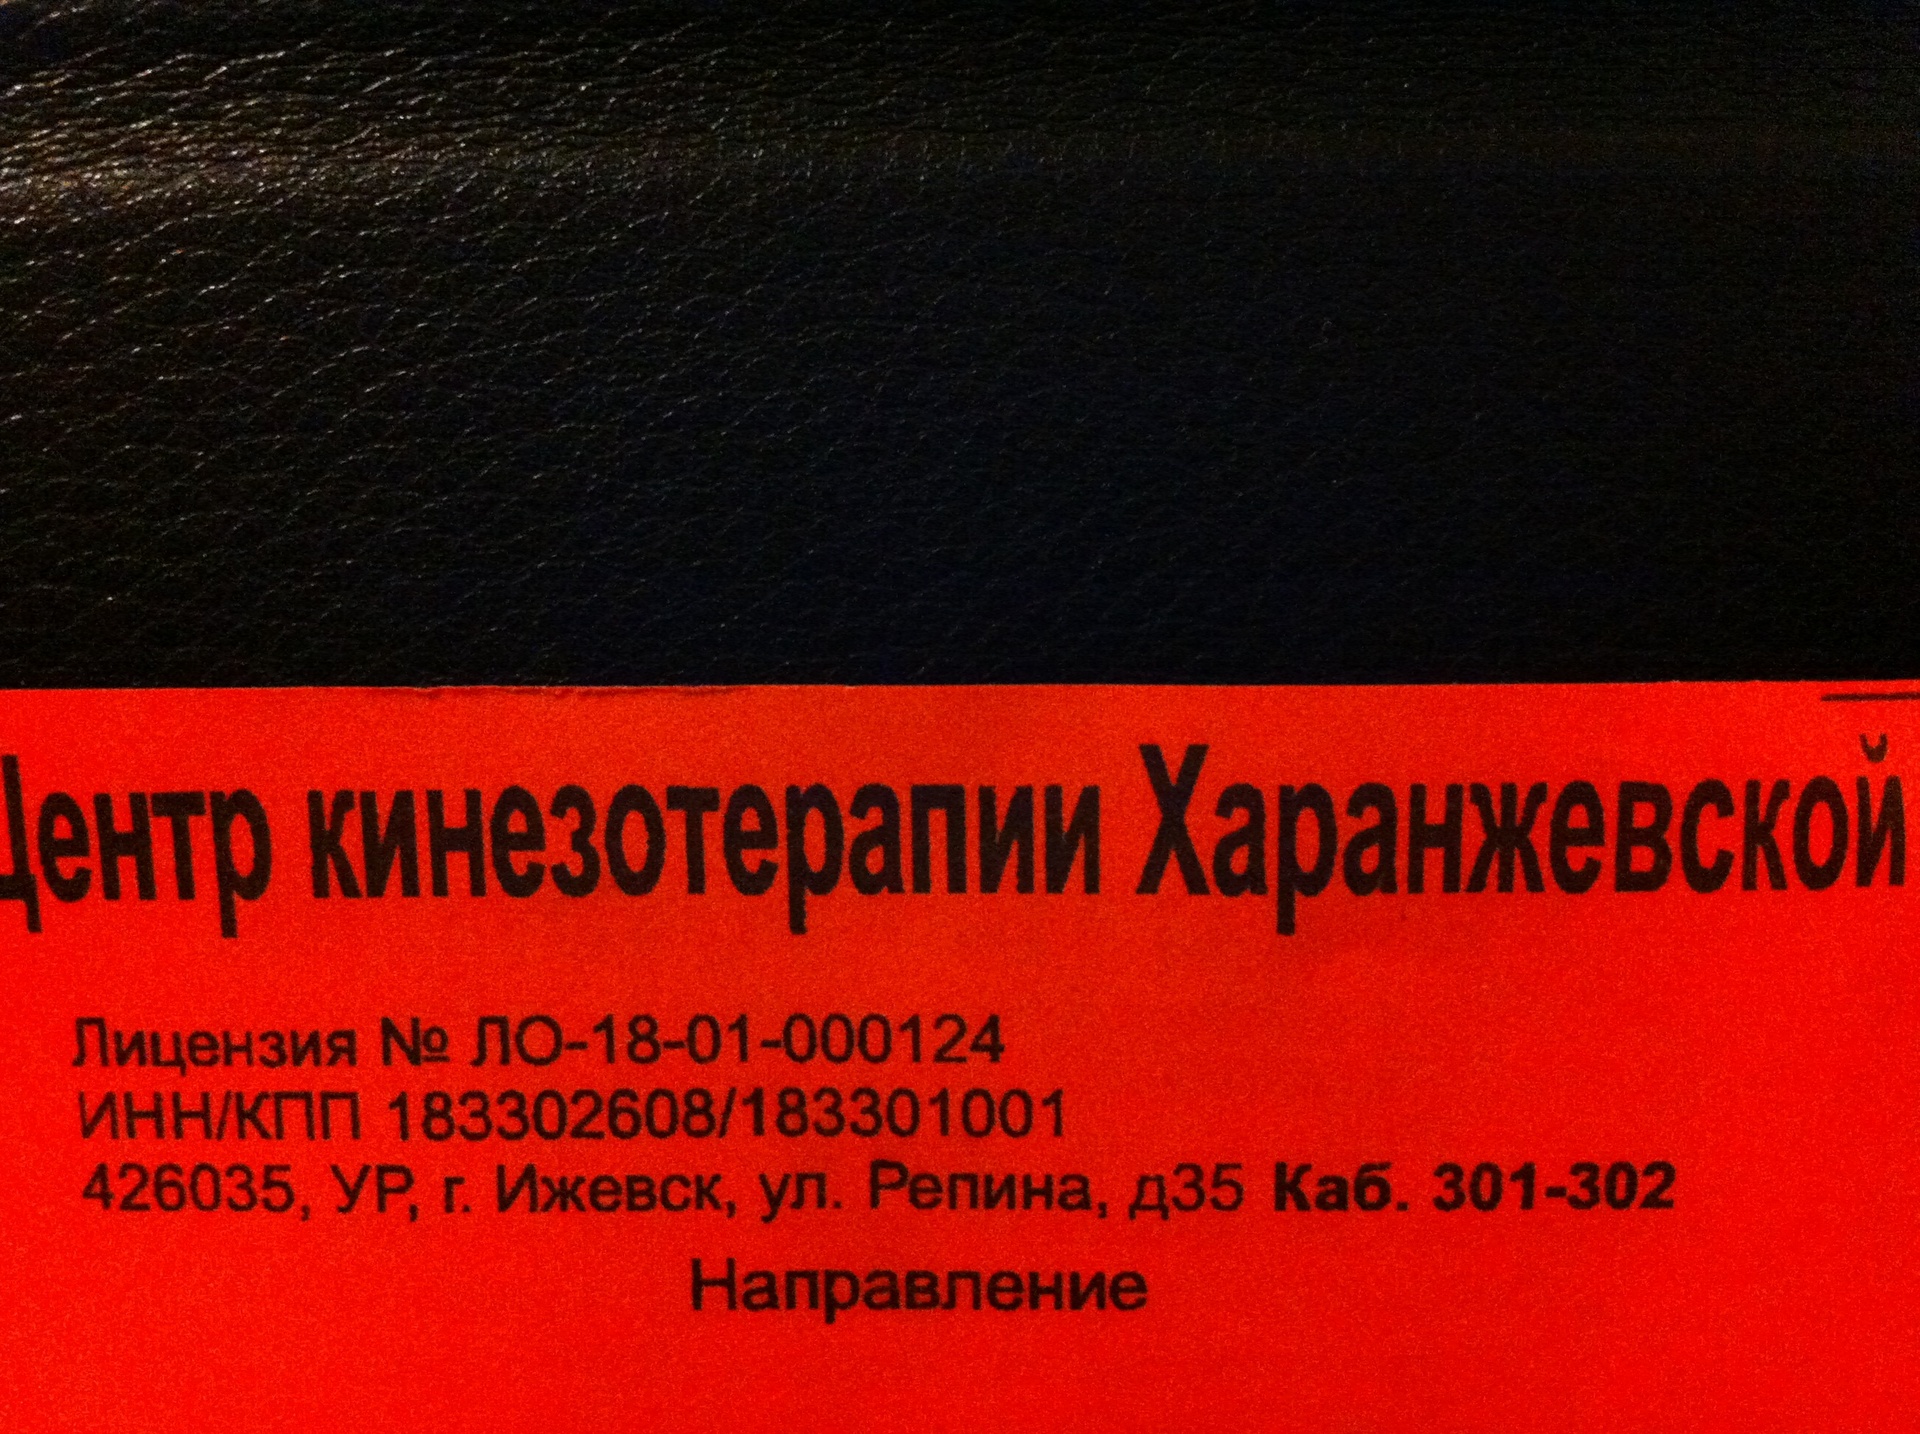 Центр кинезотерапии Харанжевской
Лицензия № ЛО-18-01-000124
ИНН/КПП 183302608/183301001
426035, УР, г. Ижевск, ул. Репина, д35 Каб. 301-302
Направление